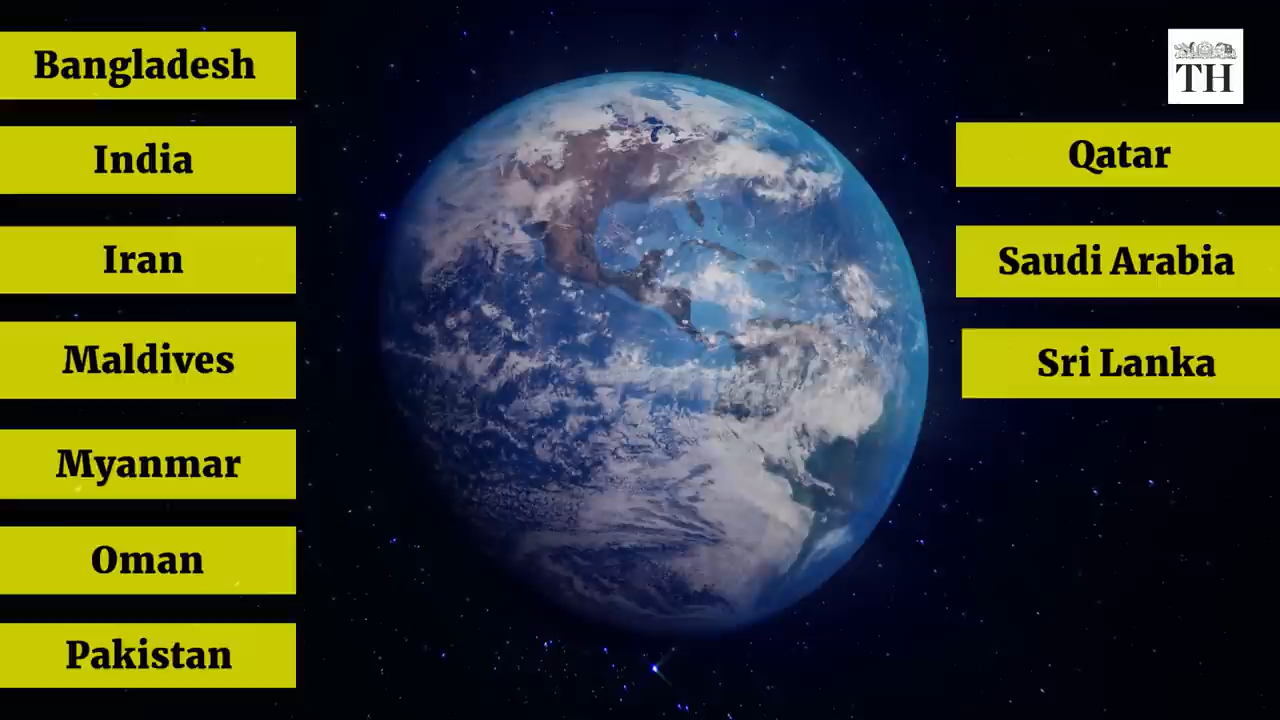 Bangladesh
India
Iran
Maldives
Myanmar
Oman
Pakistan
TH
Qatar
Saudi Arabia
Sri Lanka